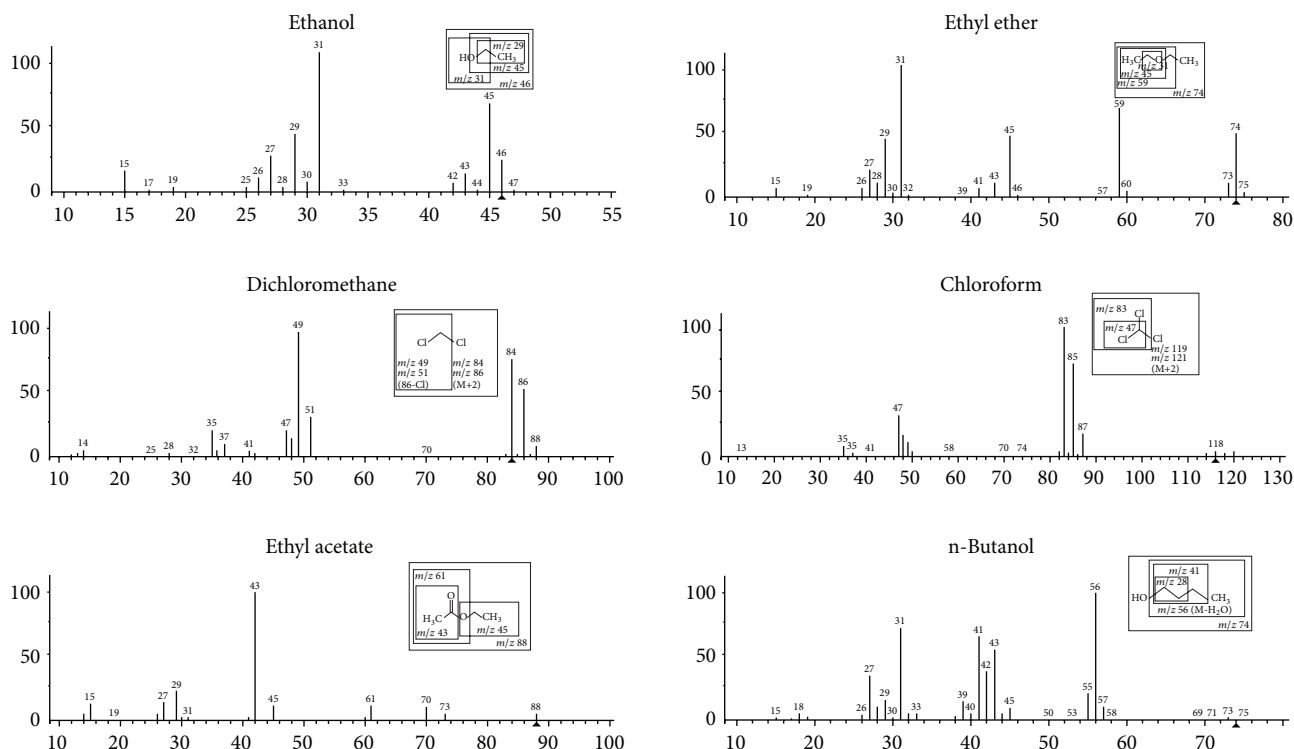 Ethanol
100
50
0
15
17
19
25
26
27
28
29
30
31
33
42
43
44
45
46
47
HO
CH3
m/z 29
m/z 45
m/z 31
m/z 46
10 15 20 25 30 35 40 45 50 55
Ethyl ether
100
50
0
15
19
26
27
28
29
30
31
32
39
41
43
45
46
57
59
60
73
74
75
H3C
O
CH3
m/z 31
m/z 45
m/z 59
m/z 74
10 20 30 40 50 60 70 80
Dichloromethane
100
50
0
14
25
28
32
35
37
41
47
49
51
70
84
86
88
Cl Cl
m/z 49 m/z 84
m/z 51 m/z 86
(86-Cl) (M+2)
10 20 30 40 50 60 70 80 90 100
Chloroform
100
50
0
13
35
35
41
47
58
70
74
83
85
87
118
m/z 83
Cl
m/z 47
Cl Cl
m/z 119
m/z 121
(M+2)
10 20 30 40 50 60 70 80 90 100 110 120 130
Ethyl acetate
100
50
0
15
19
27
29
31
43
45
61
70
73
88
m/z 61
O
H3C O CH3
m/z 43
m/z 45
m/z 88
10 20 30 40 50 60 70 80 90 100
n-Butanol
100
50
0
15
18
26
27
29
30
31
33
39
40
41
42
43
45
50
53
55
56
57
58
69
71
73
75
m/z 41
m/z 28
HO CH3
m/z 56 (M-H2O)
m/z 74
10 20 30 40 50 60 70 80